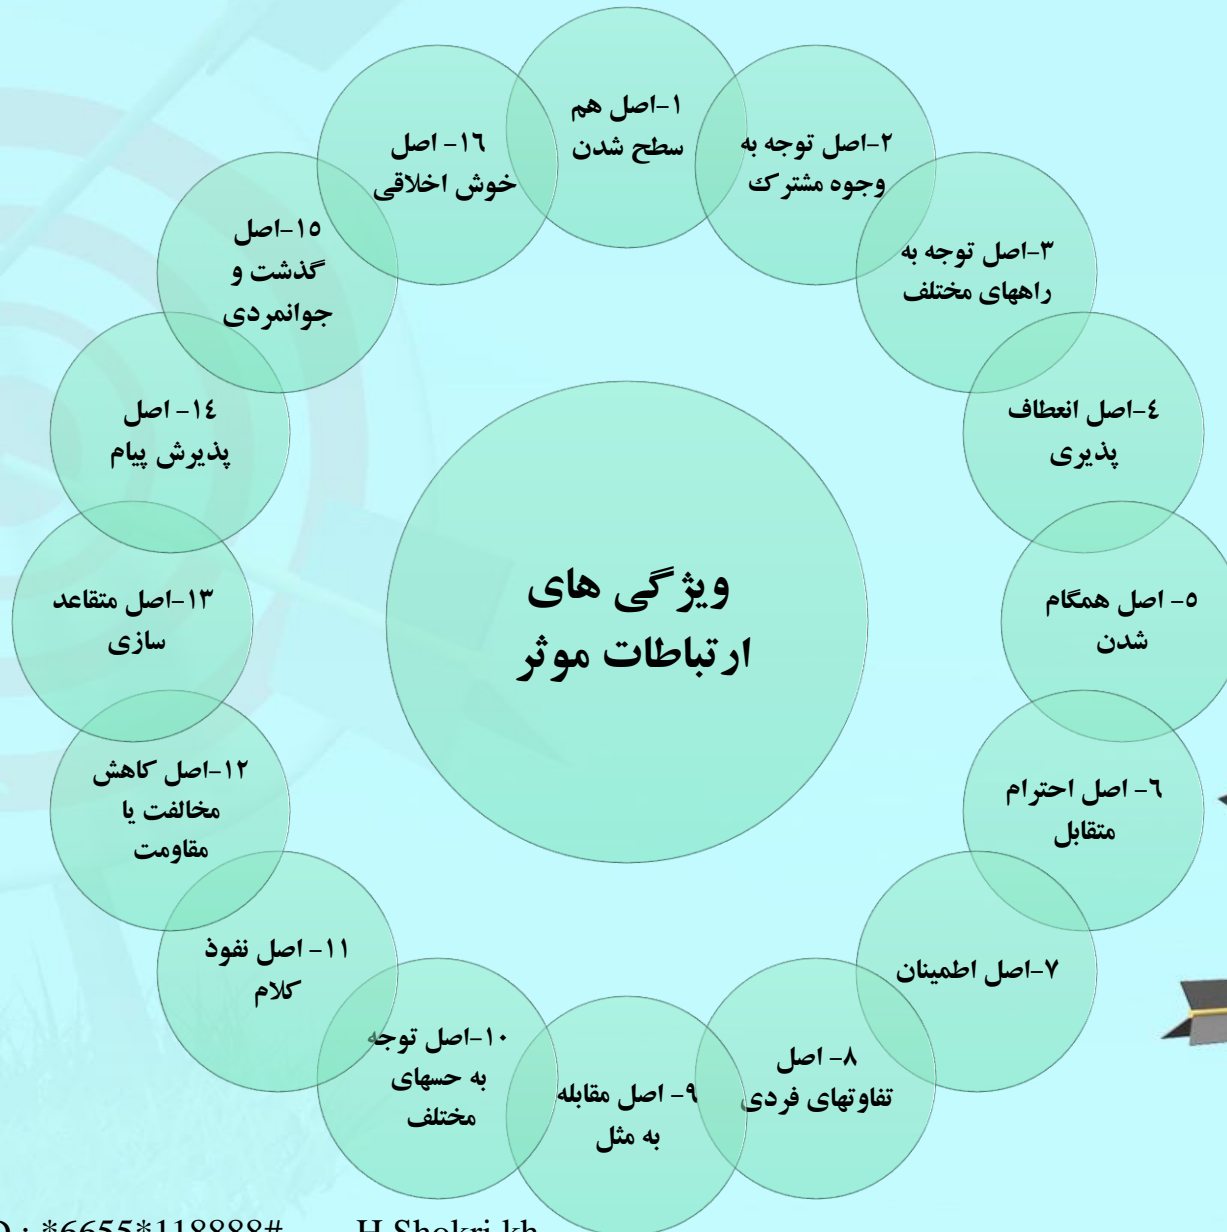 ویژگی های
ارتباطات موثر
۱-اصل هم
سطح شدن
۲-اصل توجه به
وجوه مشترک
۳-اصل توجه به
راههای مختلف
٤-اصل انعطاف
پذیری
٥- اصل همگام
شدن
٦- اصل احترام
متقابل
۷-اصل اطمینان
۸- اصل
تفاوتهای فردی
۹- اصل مقابله
به مثل
۱۰-اصل توجه
به حسهای
مختلف
۱۱- اصل نفوذ
کلام
۱۲-اصل کاهش
مخالفت یا
مقاومت
۱۳-اصل متقاعد
سازی
۱٤- اصل
پذیرش پیام
۱٥-اصل
گذشت و
جوانمردی
۱٦- اصل
خوش اخلاقی
: *6655*118888# H.Shokri.kh